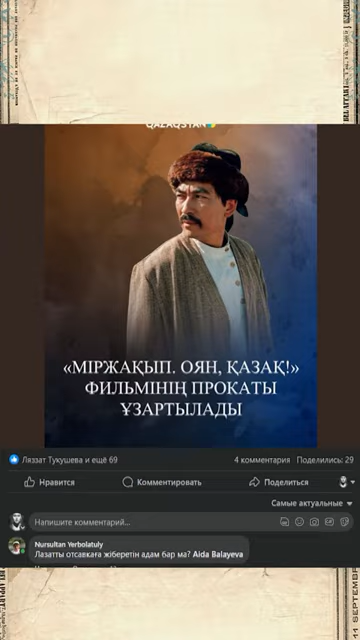 QAZAQSTAN
«МІРЖАҚЫП. ОЯН, ҚАЗАҚ!»
ФИЛЬМІНІҢ ПРОКАТЫ
ҰЗАРТЫЛАДЫ
Ляззат Тукушева и ещё 69
4 комментария Поделились: 29
Нравится
Комментировать
Поделиться
Самые актуальные
Напишите комментарий...
Nursultan Yerbolatuly
Лазатты отсавкаға жіберетін адам бар ма? Aida Balayeva